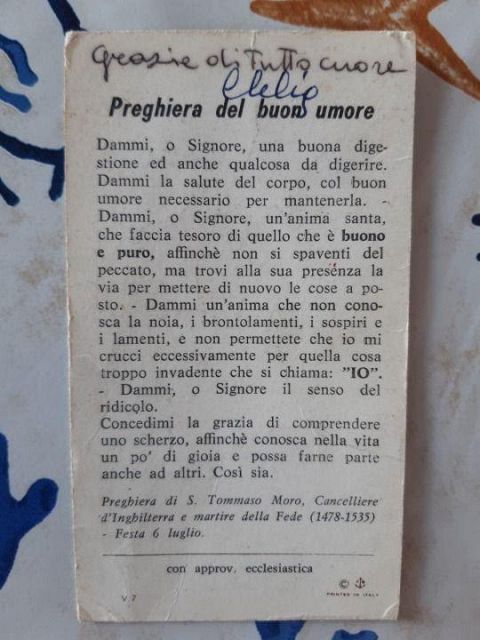 Grazie di tutto cuore
Clelia
Preghiera del buon umore
Dammi, o Signore, una buona dige-
stione ed anche qualcosa da digerire.
Dammi la salute del corpo, col buon
umore necessario per mantenerla. -
Dammi, o Signore, un'anima santa,
che faccia tesoro di quello che è buono
e puro, affinchè non si spaventi del
peccato, ma trovi alla sua presenza la
via per mettere di nuovo le cose a po-
sto. - Dammi un'anima che non cono-
sca la noia, i brontolamenti, i sospiri e
i lamenti, e non permettete che io mi
crucci eccessivamente per quella cosa
troppo invadente che si chiama: "IO".
- Dammi, o Signore il senso del
ridicolo.
Concedimi la grazia di comprendere
uno scherzo, affinchè conosca nella vita
un po' di gioia e possa farne parte
anche ad altri. Così sia.
Preghiera di S. Tommaso Moro, Cancelliere
d'Inghilterra e martire della Fede (1478-1535)
- Festa 6 luglio.
con approv. ecclesiastica
V 7
©
PRINTED IN ITALY